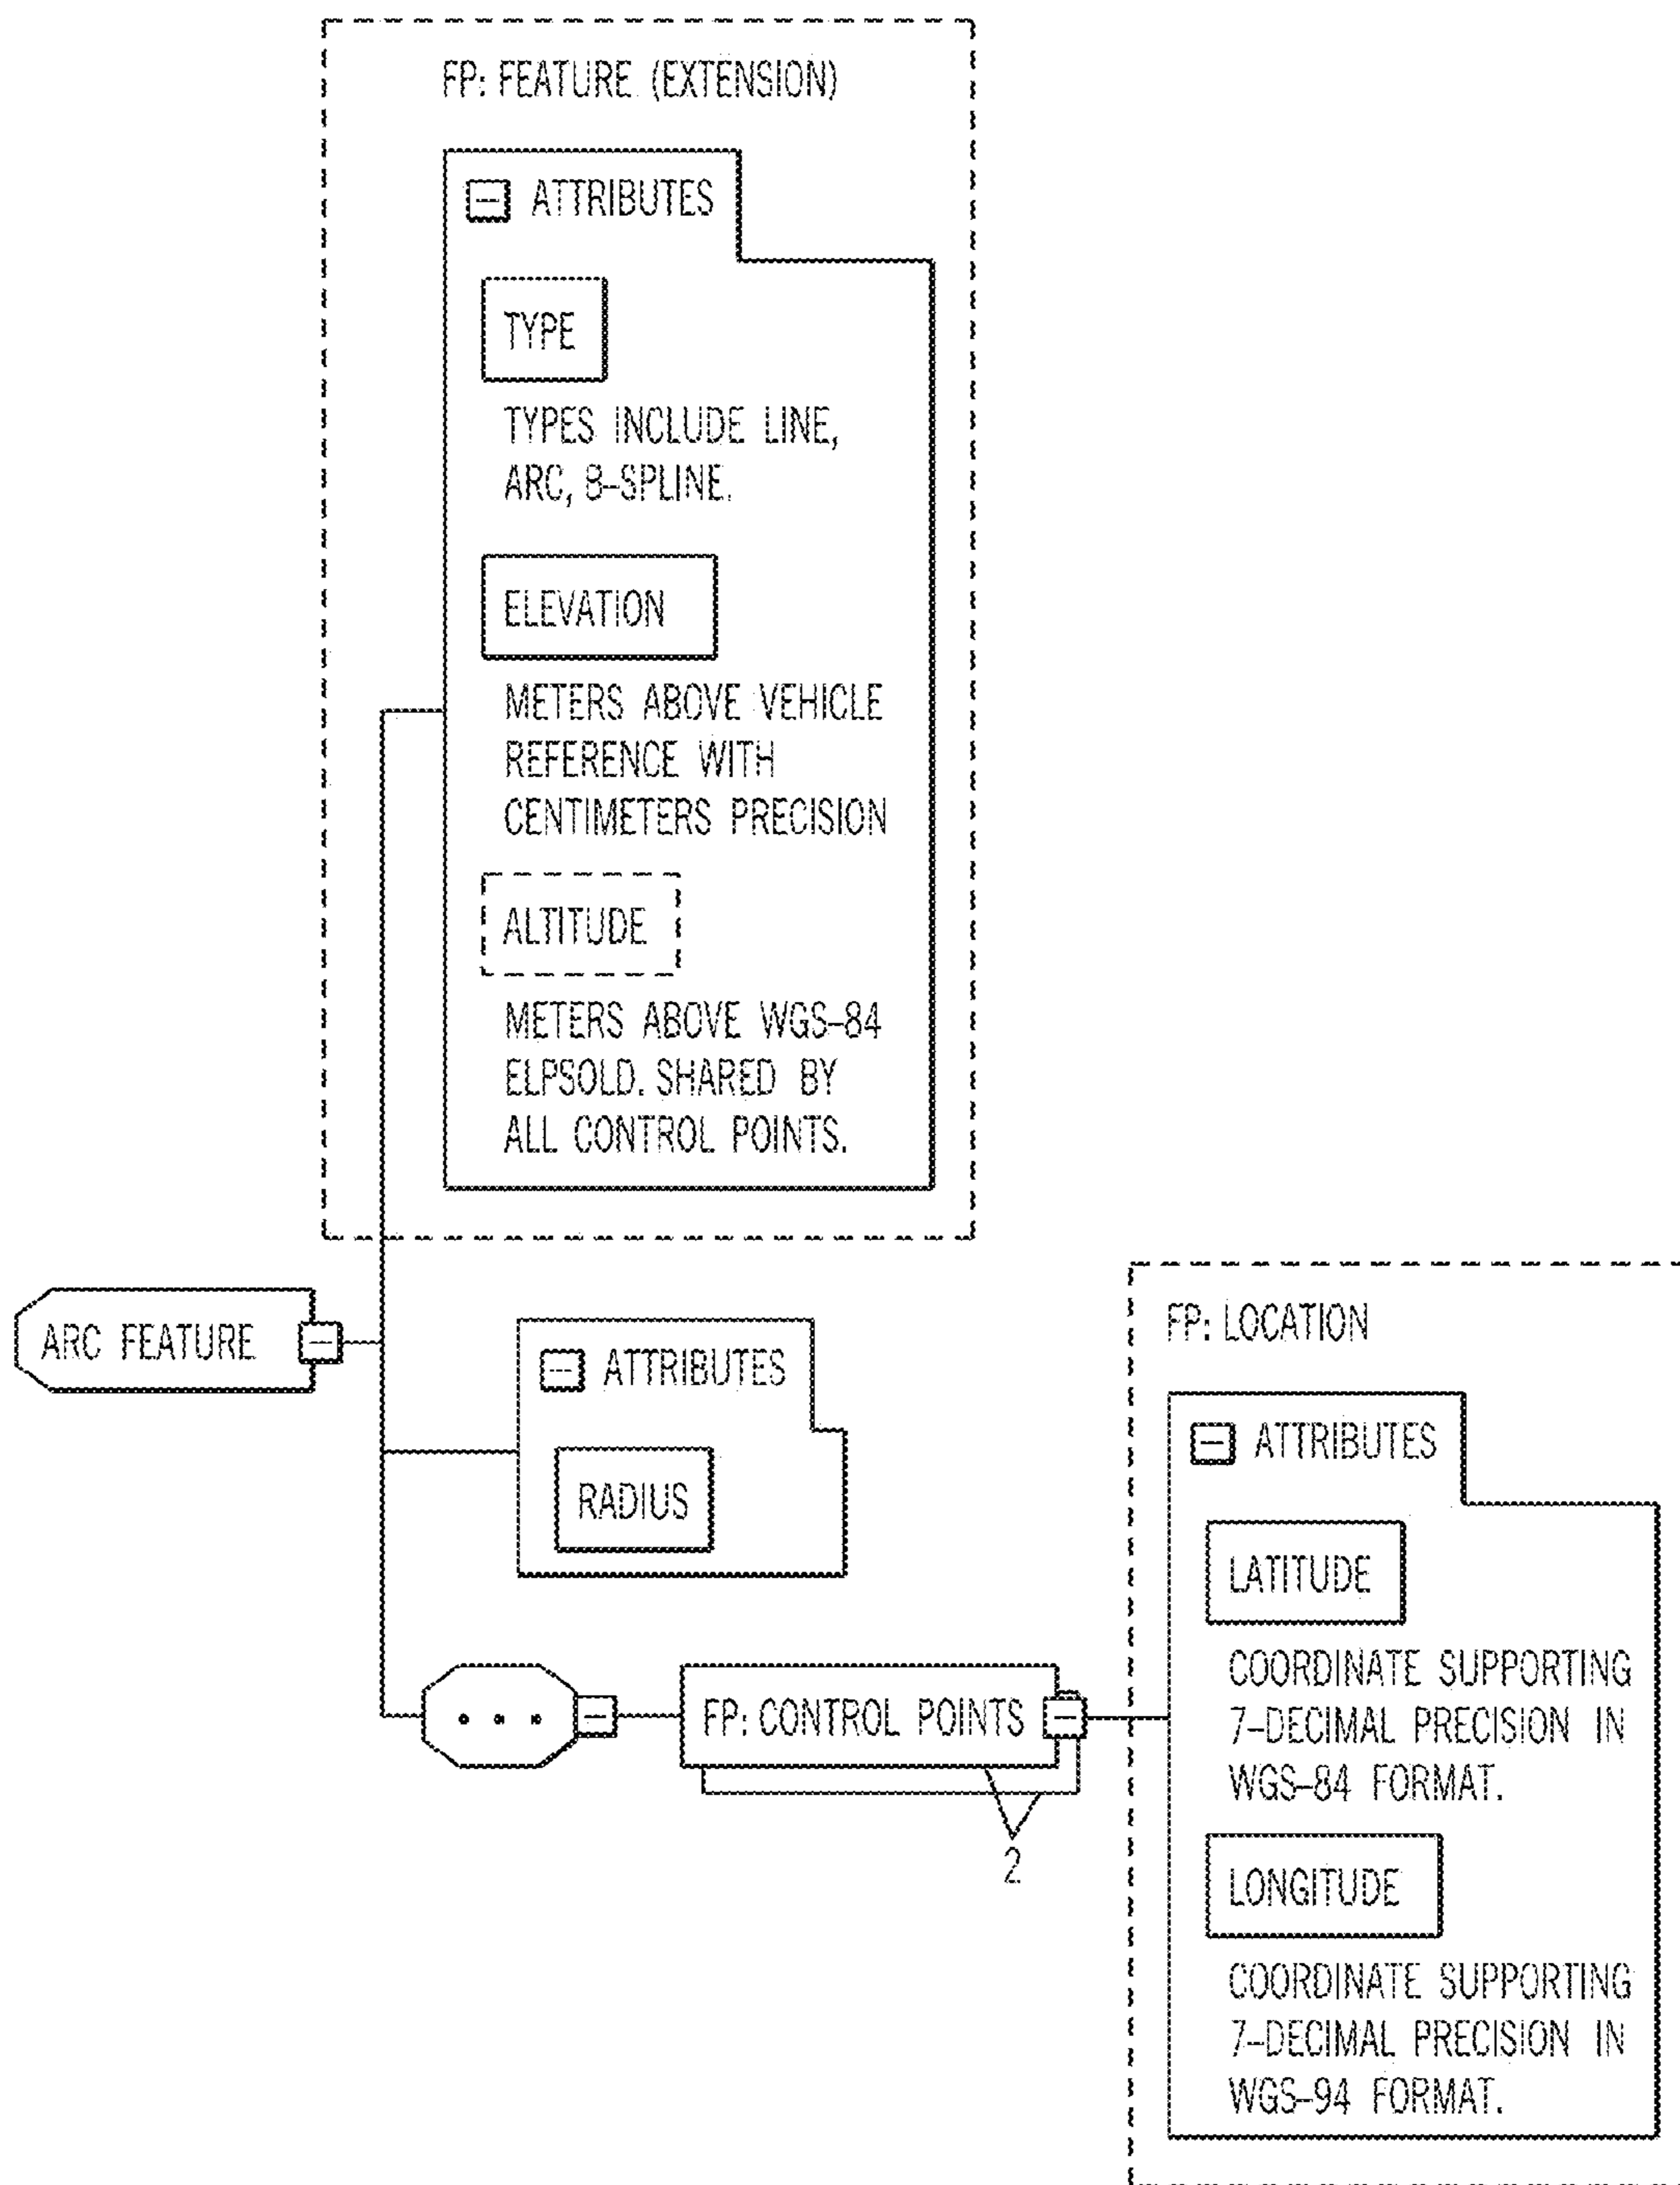 FP: FEATURE (EXTENSION)
ATTRIBUTES
TYPE
TYPES INCLUDE LINE,
ARC, B-SPLINE.
ELEVATION
METERS ABOVE VEHICLE
REFERENCE WITH
CENTIMETERS PRECISION
ALTITUDE
METERS ABOVE WGS-84
ELPSOLD. SHARED BY
ALL CONTROL POINTS.
ARC FEATURE
ATTRIBUTES
RADIUS
FP: CONTROL POINTS
2
FP: LOCATION
ATTRIBUTES
LATITUDE
COORDINATE SUPPORTING
7-DECIMAL PRECISION IN
WGS-84 FORMAT.
LONGITUDE
COORDINATE SUPPORTING
7-DECIMAL PRECISION IN
WGS-94 FORMAT.